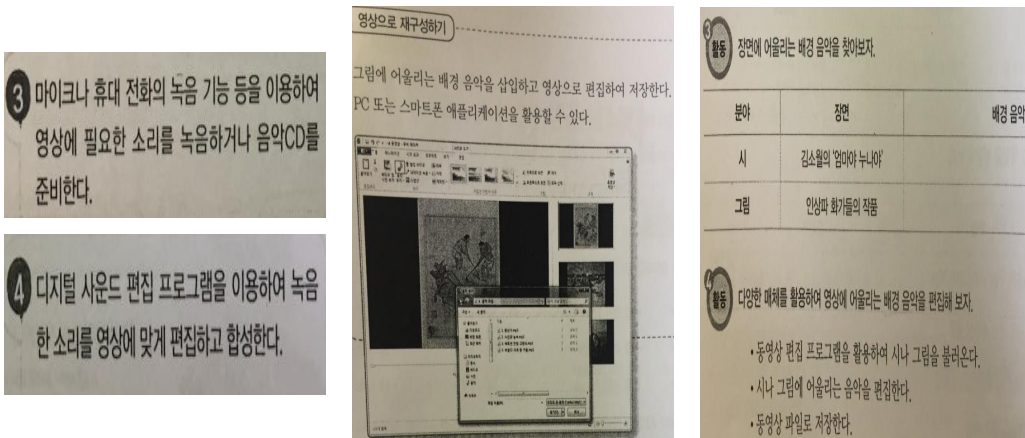 3 마이크나 휴대 전화의 녹음 기능 등을 이용하여
영상에 필요한 소리를 녹음하거나 음악CD를
준비한다.
4 디지털 사운드 편집 프로그램을 이용하여 녹음
한 소리를 영상에 맞게 편집하고 합성한다.
영상으로 재구성하기
그림에 어울리는 배경 음악을 삽입하고 영상으로 편집하여 저장한다.
PC 또는 스마트폰 애플리케이션을 활용할 수 있다.
3
활동 장면에 어울리는 배경 음악을 찾아보자.
분야 장면 배경 음악
시 김소월의 '엄마야 누나야'
그림 인상파 화가들의 작품
활동 다양한 매체를 활용하여 영상에 어울리는 배경 음악을 편집해 보자.
• 동영상 편집 프로그램을 활용하여 시나 그림을 불러온다.
• 시나 그림에 어울리는 음악을 편집한다.
• 동영상 파일로 저장한다.